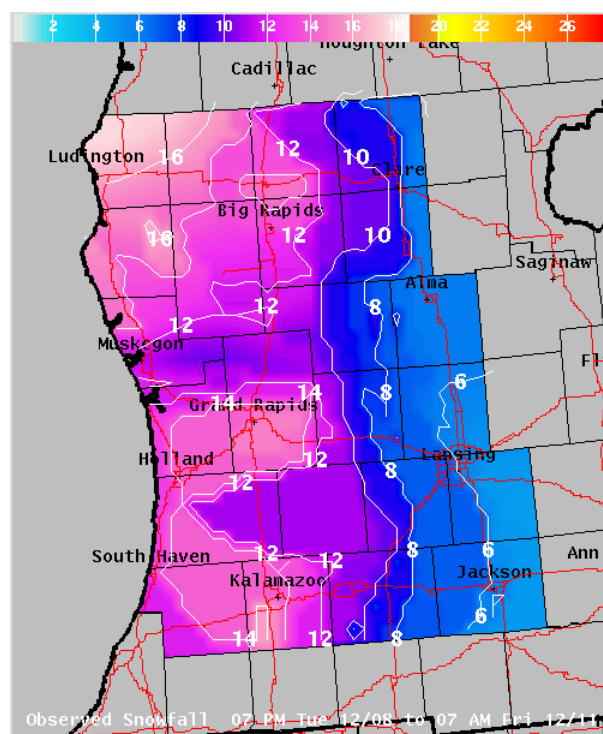 2 4 6 8 10 12 14 16 18 20 22 24 26
Houghton Lake
Cadillac
12
Ludington 16 10
Clare
Big Rapids
16 12 10
Saginaw
Alma
12 8
12
Muskegon
Fl
6
14 14 8
Grand Rapids
Holland 12 Lansing
12 8
South Haven 12 12 8 6 Ann
Kalamazoo Jackson
6
14 12 8
Observed Snowfall 07 PM Tue 12/08 to 07 AM Fri 12/11